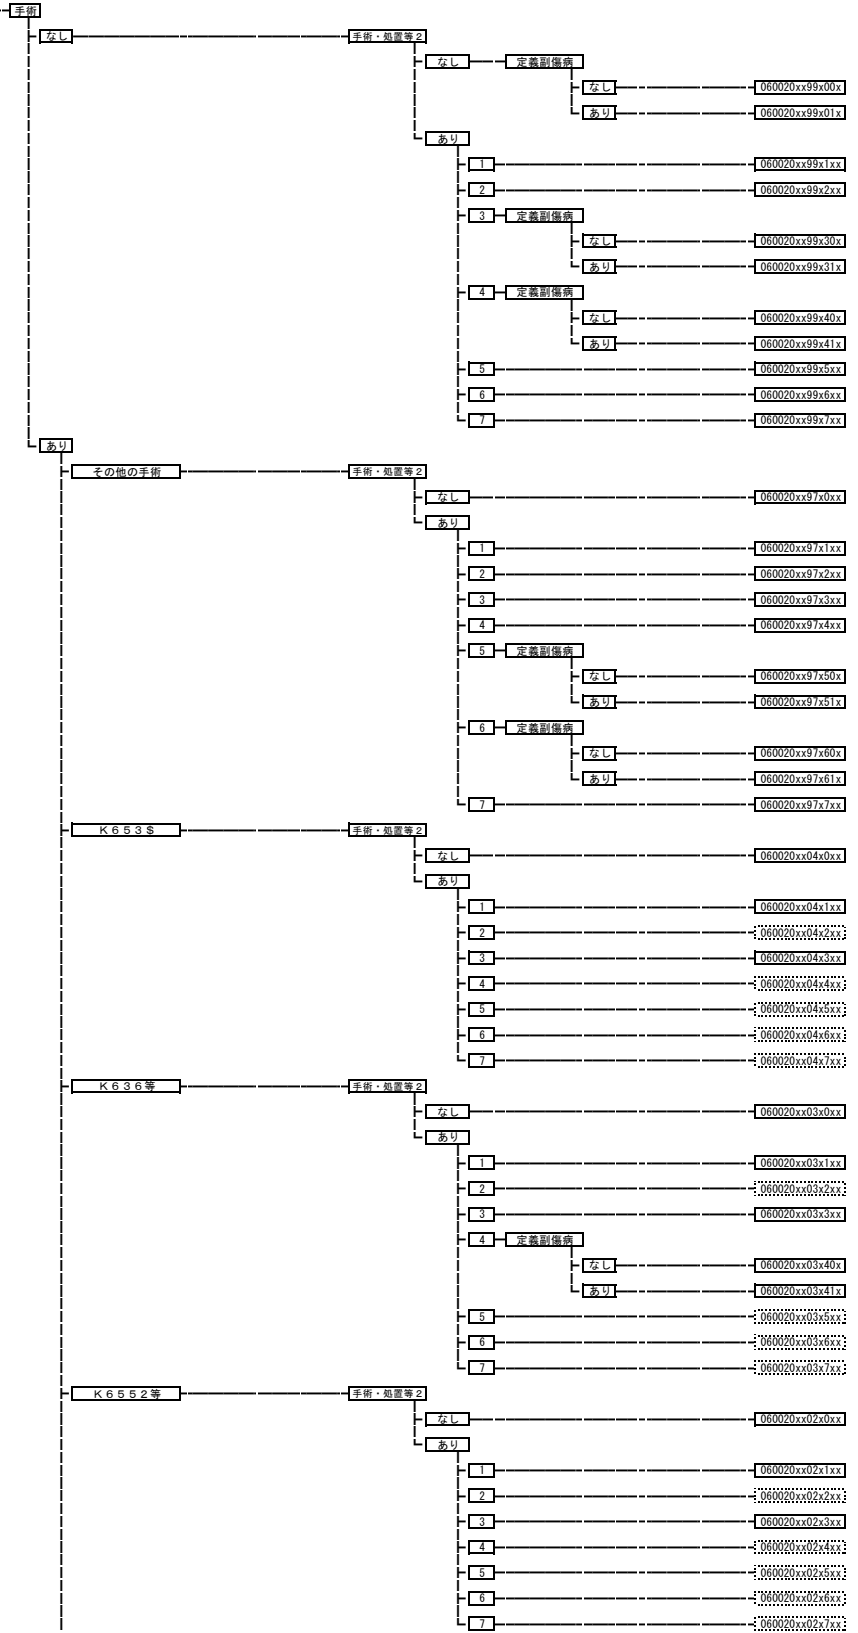 手術
なし 手術・処置等２
なし 定義副傷病
なし 060020xx99x00x
あり 060020xx99x01x
あり
1 060020xx99x1xx
2 060020xx99x2xx
3 定義副傷病
なし 060020xx99x30x
あり 060020xx99x31x
4 定義副傷病
なし 060020xx99x40x
あり 060020xx99x41x
5 060020xx99x5xx
6 060020xx99x6xx
7 060020xx99x7xx
あり
その他の手術 手術・処置等２
なし 060020xx97x0xx
あり
1 060020xx97x1xx
2 060020xx97x2xx
3 060020xx97x3xx
4 060020xx97x4xx
5 定義副傷病
なし 060020xx97x50x
あり 060020xx97x51x
6 定義副傷病
なし 060020xx97x60x
あり 060020xx97x61x
7 060020xx97x7xx
Ｋ６５３＄ 手術・処置等２
なし 060020xx04x0xx
あり
1 060020xx04x1xx
2 060020xx04x2xx
3 060020xx04x3xx
4 060020xx04x4xx
5 060020xx04x5xx
6 060020xx04x6xx
7 060020xx04x7xx
Ｋ６３６等 手術・処置等２
なし 060020xx03x0xx
あり
1 060020xx03x1xx
2 060020xx03x2xx
3 060020xx03x3xx
4 定義副傷病
なし 060020xx03x40x
あり 060020xx03x41x
5 060020xx03x5xx
6 060020xx03x6xx
7 060020xx03x7xx
Ｋ６５５２等 手術・処置等２
なし 060020xx02x0xx
あり
1 060020xx02x1xx
2 060020xx02x2xx
3 060020xx02x3xx
4 060020xx02x4xx
5 060020xx02x5xx
6 060020xx02x6xx
7 060020xx02x7xx